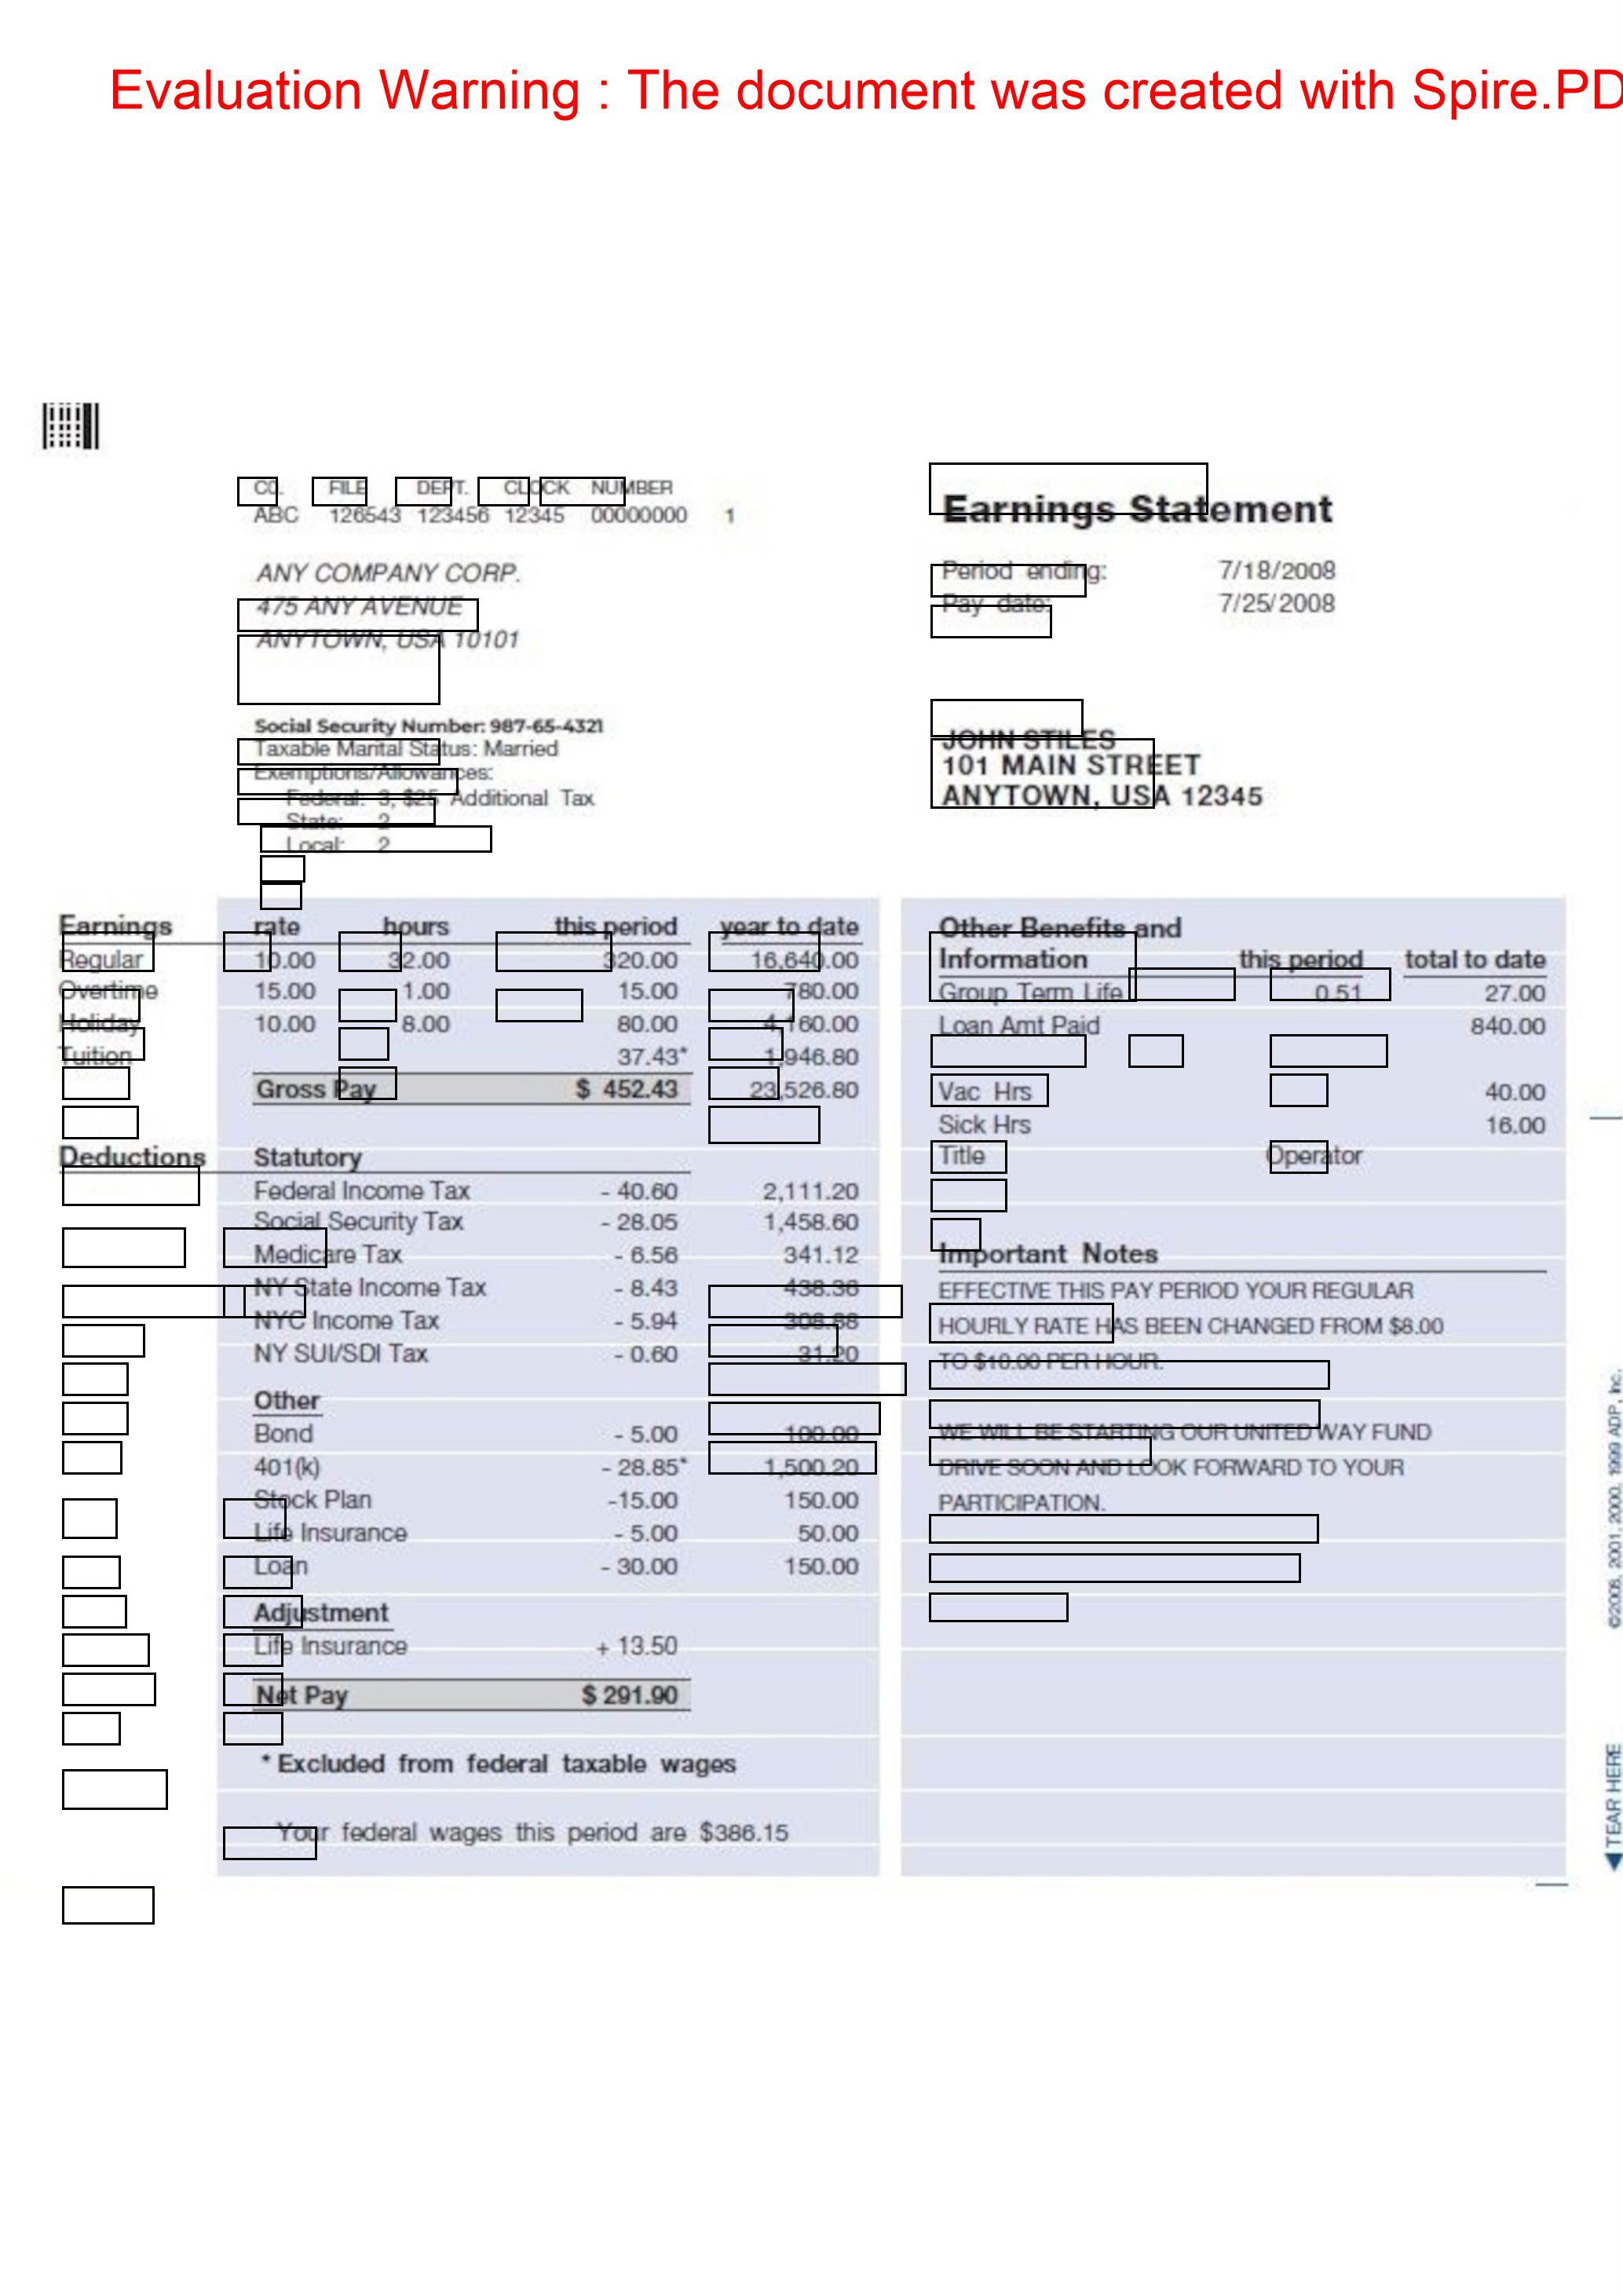 Evaluation Warning : The document was created with Spire.PD
CO. FILE DEPT. CLOCK NUMBER
ABC 126543 123456 12345 00000000 1
Earnings Statement
ANY COMPANY CORP.
475 ANY AVENUE
ANYTOWN, USA 10101
Period ending: 7/18/2008
Pay date: 7/25/2008
Social Security Number: 987-65-4321
Taxable Marital Status: Married
Exemptions/Allowances:
Federal: 3, $25 Additional Tax
State: 2
Local: 2
JOHN STILES
101 MAIN STREET
ANYTOWN, USA 12345
Earnings rate hours this period year to date
Regular 10.00 32.00 320.00 16,640.00
Overtime 15.00 1.00 15.00 780.00
Holiday 10.00 8.00 80.00 4,160.00
Tuition 37.43* 1,946.80
Gross Pay $ 452.43 23,526.80
Deductions Statutory
Federal Income Tax - 40.60 2,111.20
Social Security Tax - 28.05 1,458.60
Medicare Tax - 6.56 341.12
NY State Income Tax - 8.43 438.36
NYC Income Tax - 5.94 308.88
NY SUI/SDI Tax - 0.60 31.20
Other
Bond - 5.00 100.00
401(k) - 28.85* 1,500.20
Stock Plan -15.00 150.00
Life Insurance - 5.00 50.00
Loan - 30.00 150.00
Adjustment
Life Insurance + 13.50
Net Pay $ 291.90
* Excluded from federal taxable wages
Your federal wages this period are $386.15
Other Benefits and
Information this period total to date
Group Term Life 0.51 27.00
Loan Amt Paid 840.00
Vac Hrs 40.00
Sick Hrs 16.00
Title Operator
Important Notes
EFFECTIVE THIS PAY PERIOD YOUR REGULAR
HOURLY RATE HAS BEEN CHANGED FROM $8.00
TO $10.00 PER HOUR.
WE WILL BE STARTING OUR UNITED WAY FUND
DRIVE SOON AND LOOK FORWARD TO YOUR
PARTICIPATION.
©2008, 2001, 2000, 1999 ADP, Inc.
TEAR HERE